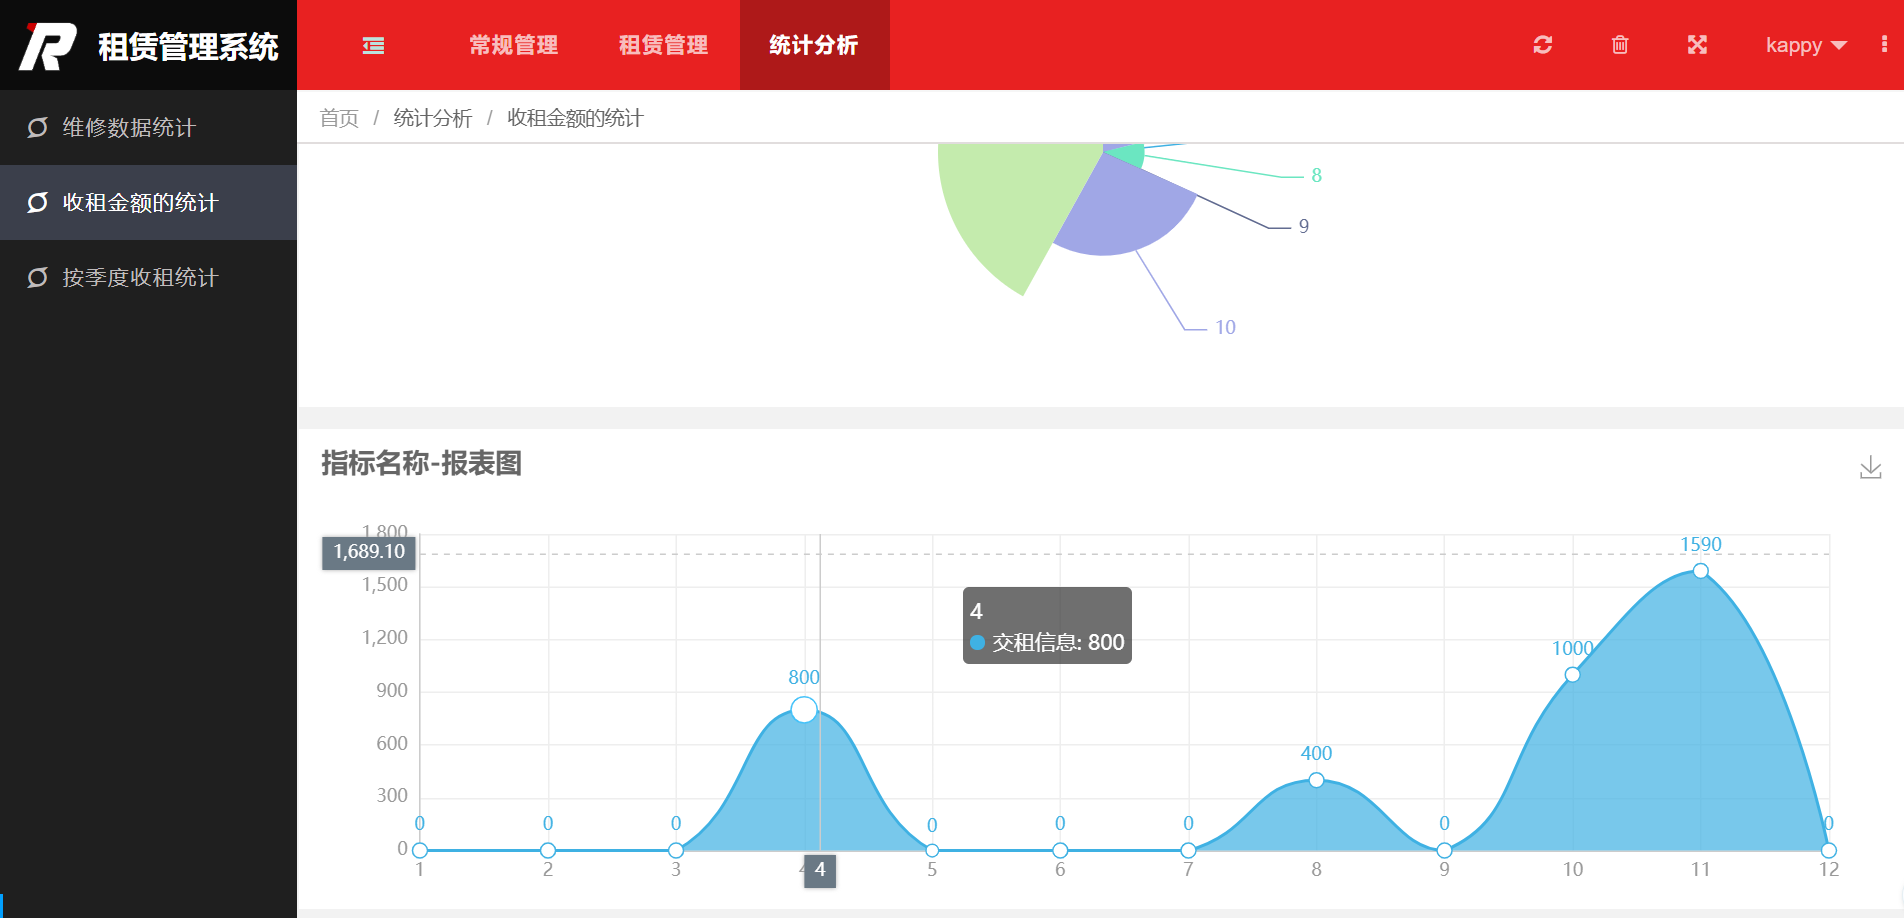 租赁管理系统
常规管理 租赁管理 统计分析 kappy
维修数据统计
收租金额的统计
按季度收租统计
首页 / 统计分析 / 收租金额的统计
8
9
10
指标名称-报表图
1,800
1,689.10
1,500
1,200
900
600
300
0
4
交租信息: 800
0 0 0 800 0 0 0 400 0 1000 1590 0
1 2 3 4 5 6 7 8 9 10 11 12